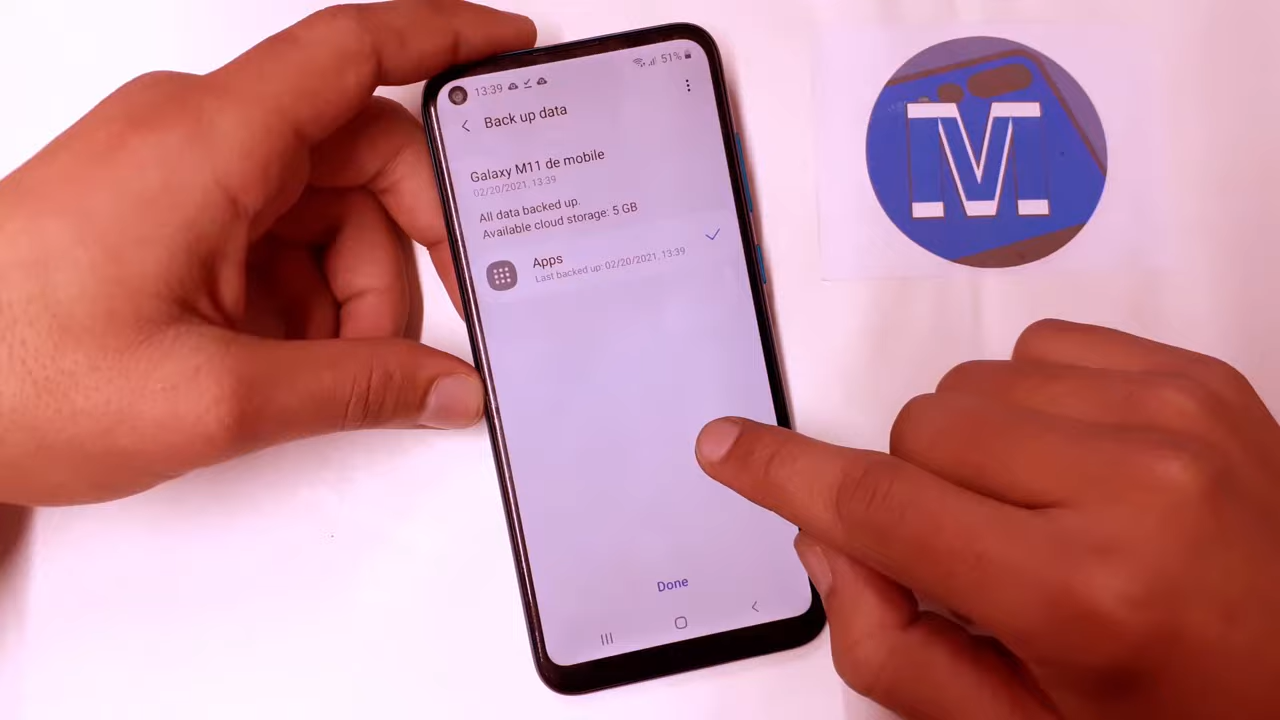 13:39
51%
Back up data
Galaxy M11 de mobile
02/20/2021, 13:39
All data backed up.
Available cloud storage: 5 GB
Apps
Last backed up: 02/20/2021, 13:39
Done
M